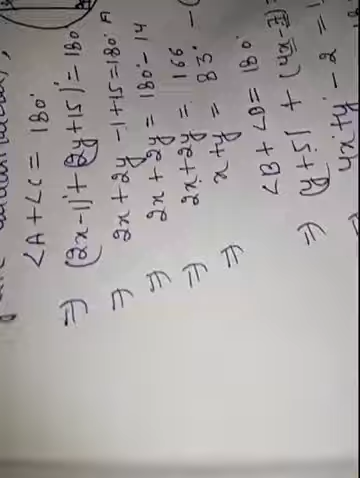 ∠A + ∠C = 180°
⇒ (2x-1)° + (2y+15)° = 180
⇒ 2x + 2y - 1 + 15 = 180°
⇒ 2x + 2y = 180° - 14
⇒ 2x + 2y = 166
⇒ x + y = 83°
∠B + ∠D = 180°
⇒ (y+5) + (4x-7)=
4x + y - 2 =